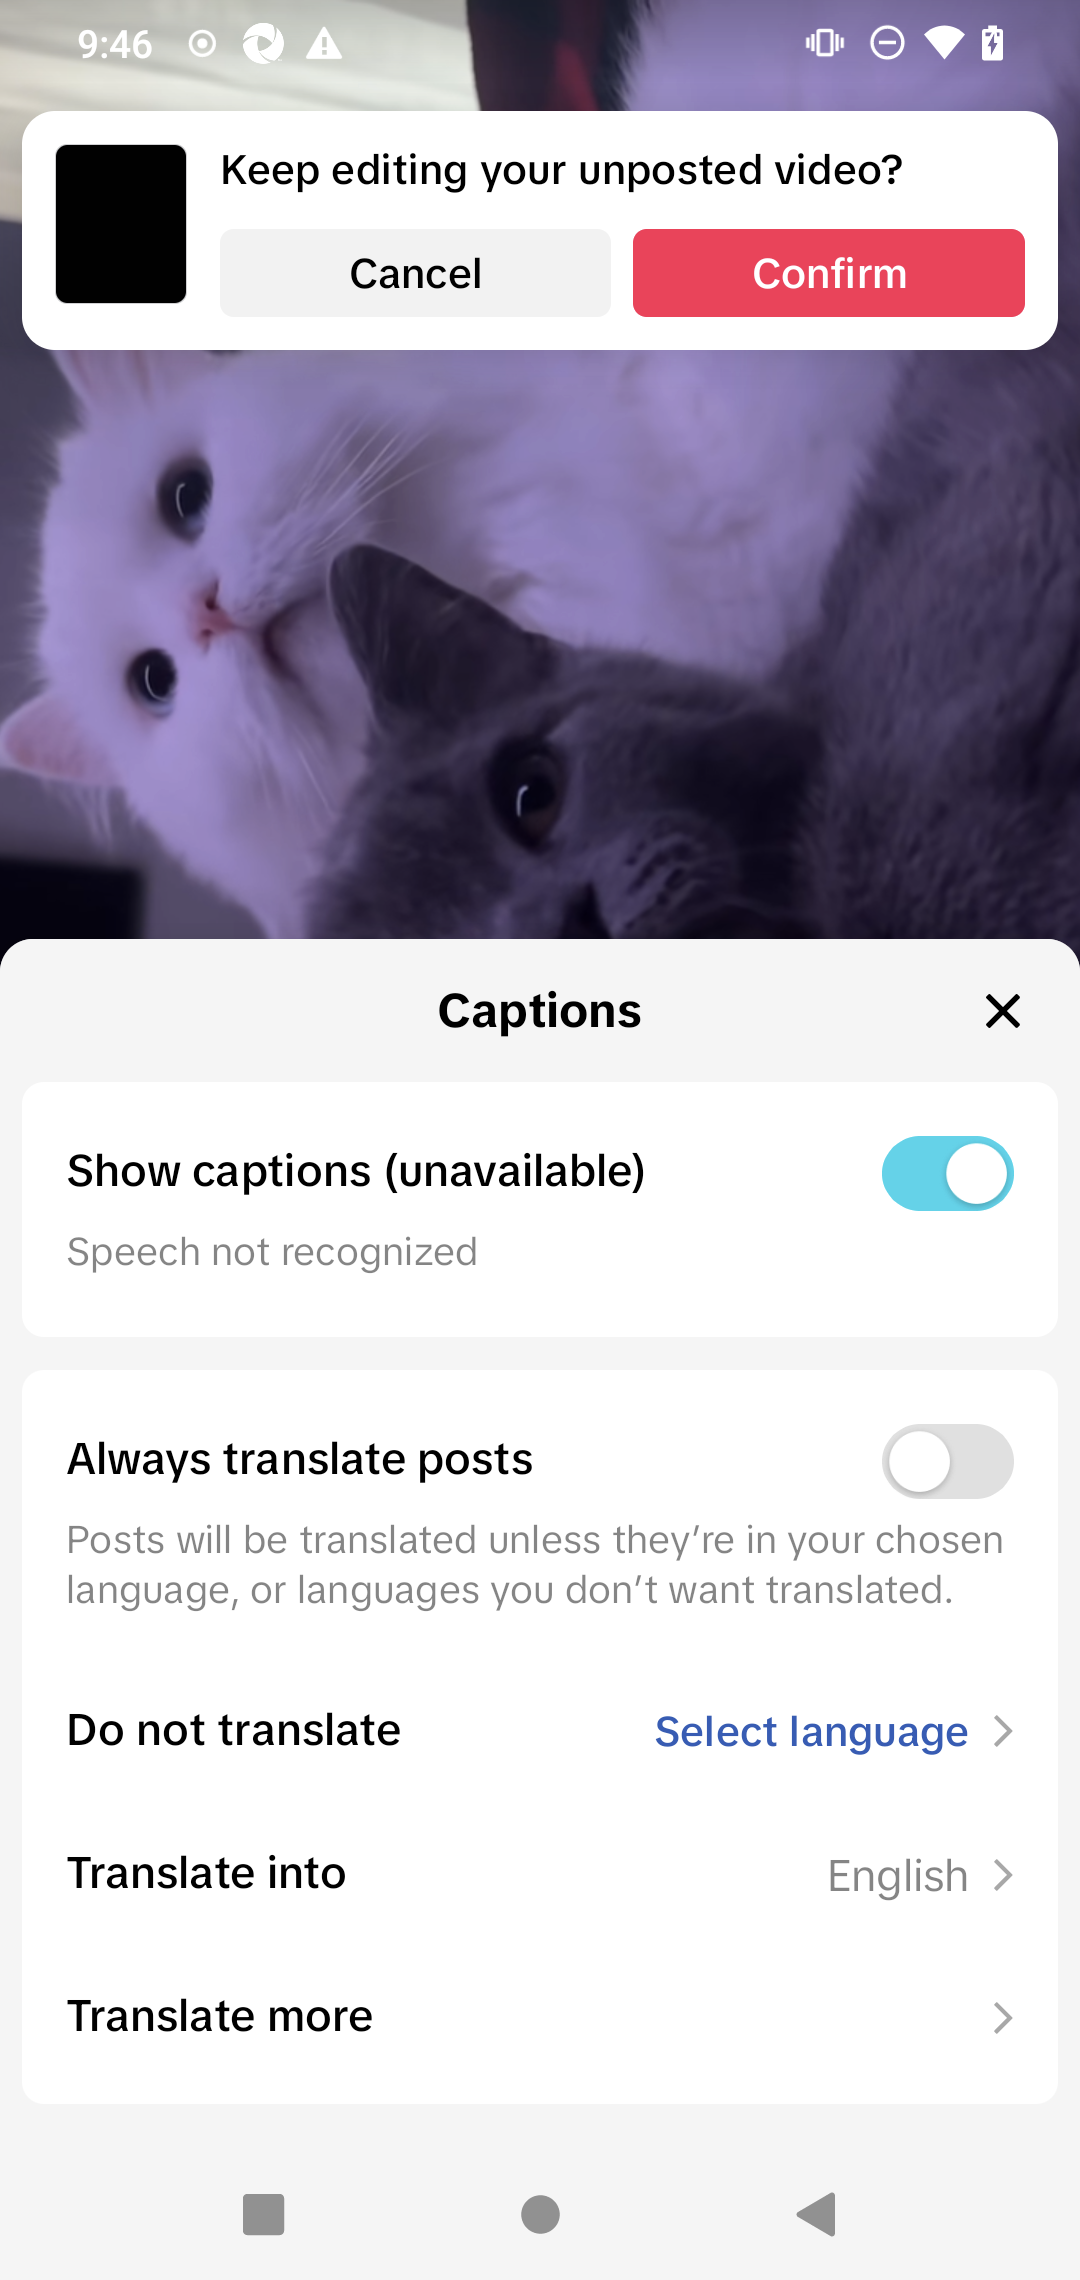 9:46
Keep editing your unposted video?
Cancel
Confirm
Captions
Show captions (unavailable)
Speech not recognized
Always translate posts
Posts will be translated unless they’re in your chosen
language, or languages you don’t want translated.
Do not translate
Select language
Translate into
English
Translate more